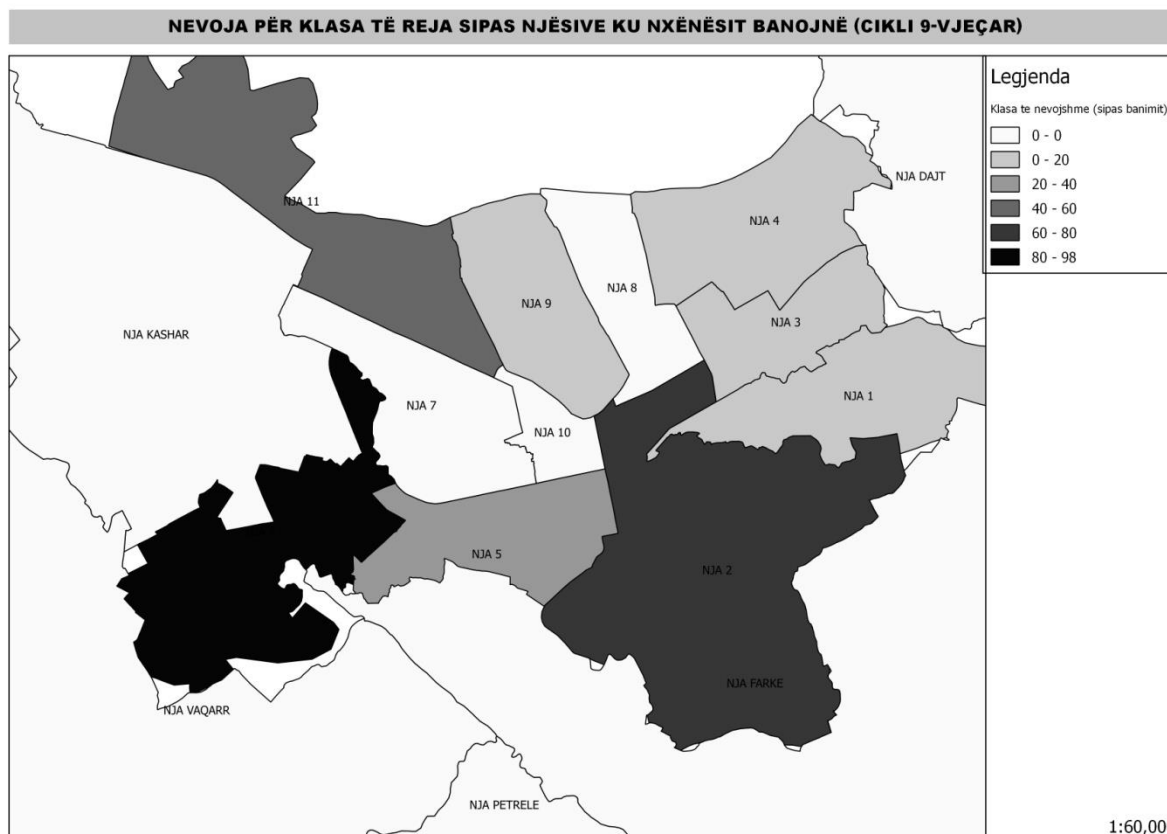 NEVOJA PËR KLASA TË REJA SIPAS NJËSIVE KU NXËNËSIT BANOJNË (CIKLI 9-VJEÇAR)
Legjenda
Klasa te nevojshme (sipas banimit)
0 - 0
0 - 20
20 - 40
40 - 60
60 - 80
80 - 98
NJA DAJT
NJA 11
NJA 4
NJA 8
NJA 9
NJA 3
NJA KASHAR
NJA 1
NJA 7
NJA 10
NJA 5
NJA 2
NJA FARKE
NJA VAQARR
NJA PETRELE
1:60,00